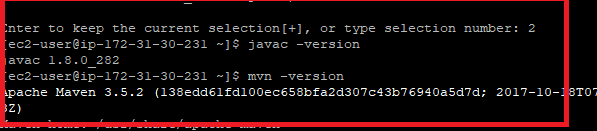 Enter to keep the current selection[+], or type selection number: 2
[ec2-user@ip-172-31-30-231 ~]$ javac -version
javac 1.8.0_282
[ec2-user@ip-172-31-30-231 ~]$ mvn -version
Apache Maven 3.5.2 (138edd61fd100ec658bfa2d307c43b76940a5d7d; 2017-10-18T07
3Z)